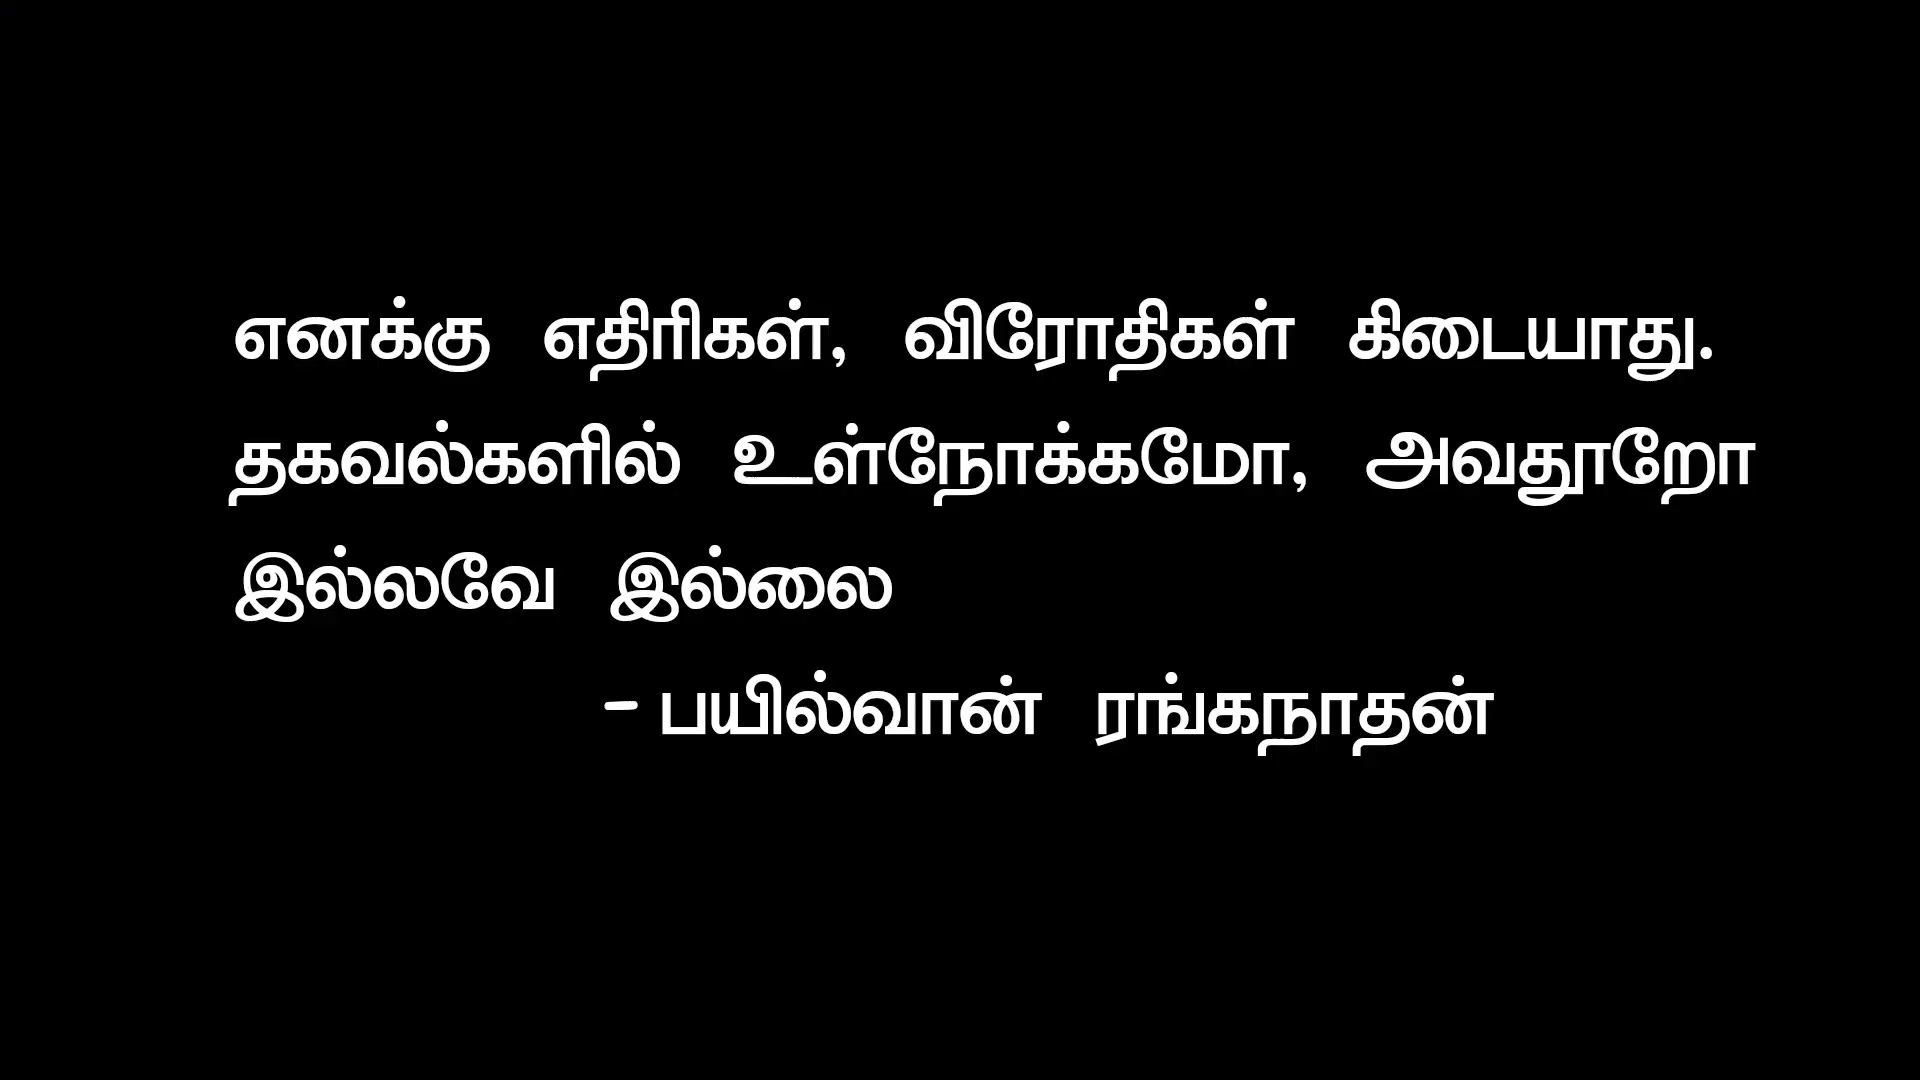 எனக்கு எதிரிகள், விரோதிகள் கிடையாது.
தகவல்களில் உள்நோக்கமோ, அவதூறோ
இல்லவே இல்லை
- பயில்வான் ரங்கநாதன்